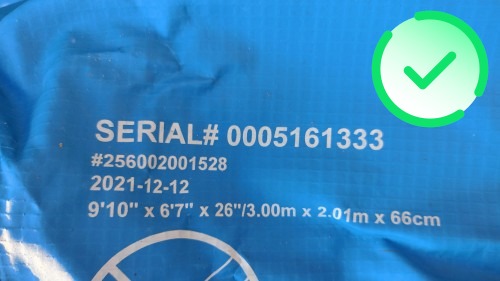 SERIAL# 0005161333
#256002001528
2021-12-12
9'10" x 6'7" x 26"/3.00m x 2.01m x 66cm